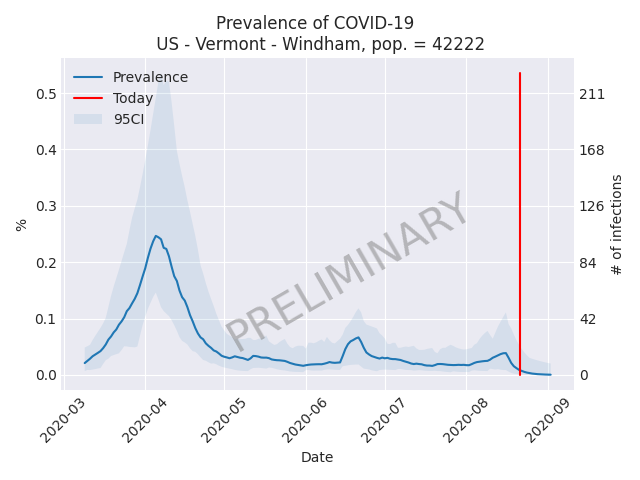 Prevalence of COVID-19
US - Vermont - Windham, pop. = 42222
Prevalence
Today
95CI
PRELIMINARY
%
0.5
0.4
0.3
0.2
0.1
0.0
211
168
126
84
42
0
# of infections
2020-03
2020-04
2020-05
2020-06
2020-07
2020-08
2020-09
Date